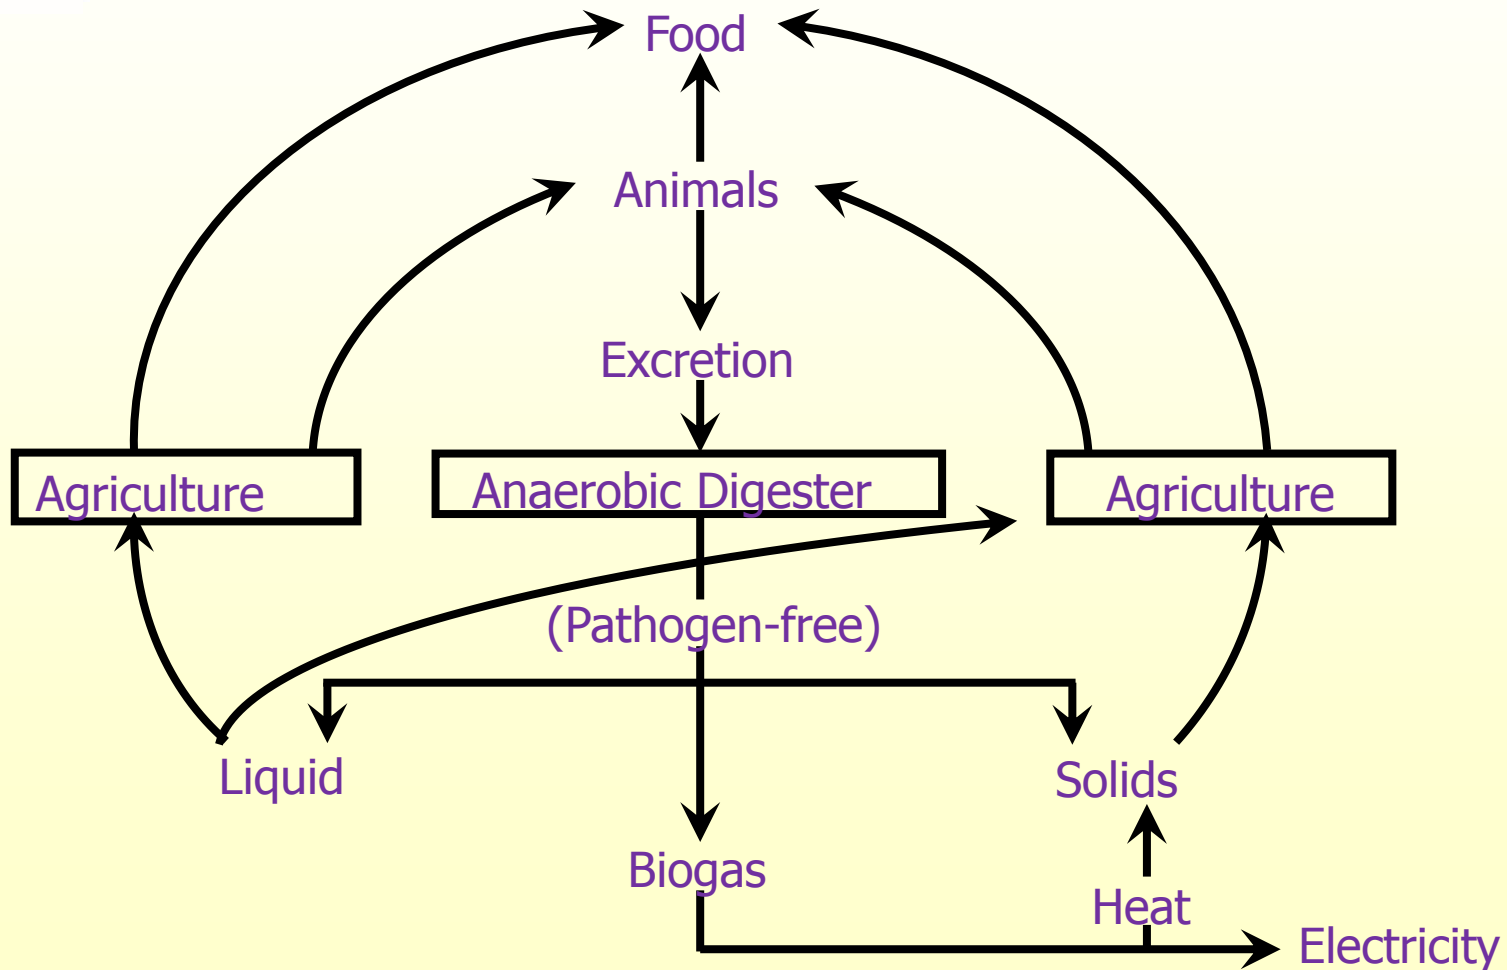 Food
Animals
Excretion
Agriculture
Anaerobic Digester
Agriculture
(Pathogen-free)
Liquid
Solids
Biogas
Heat
Electricity